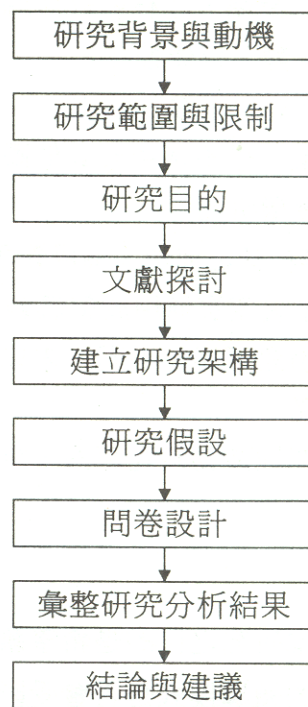 研究背景與動機
研究範圍與限制
研究目的
文獻探討
建立研究架構
研究假設
問卷設計
彙整研究分析結果
結論與建議